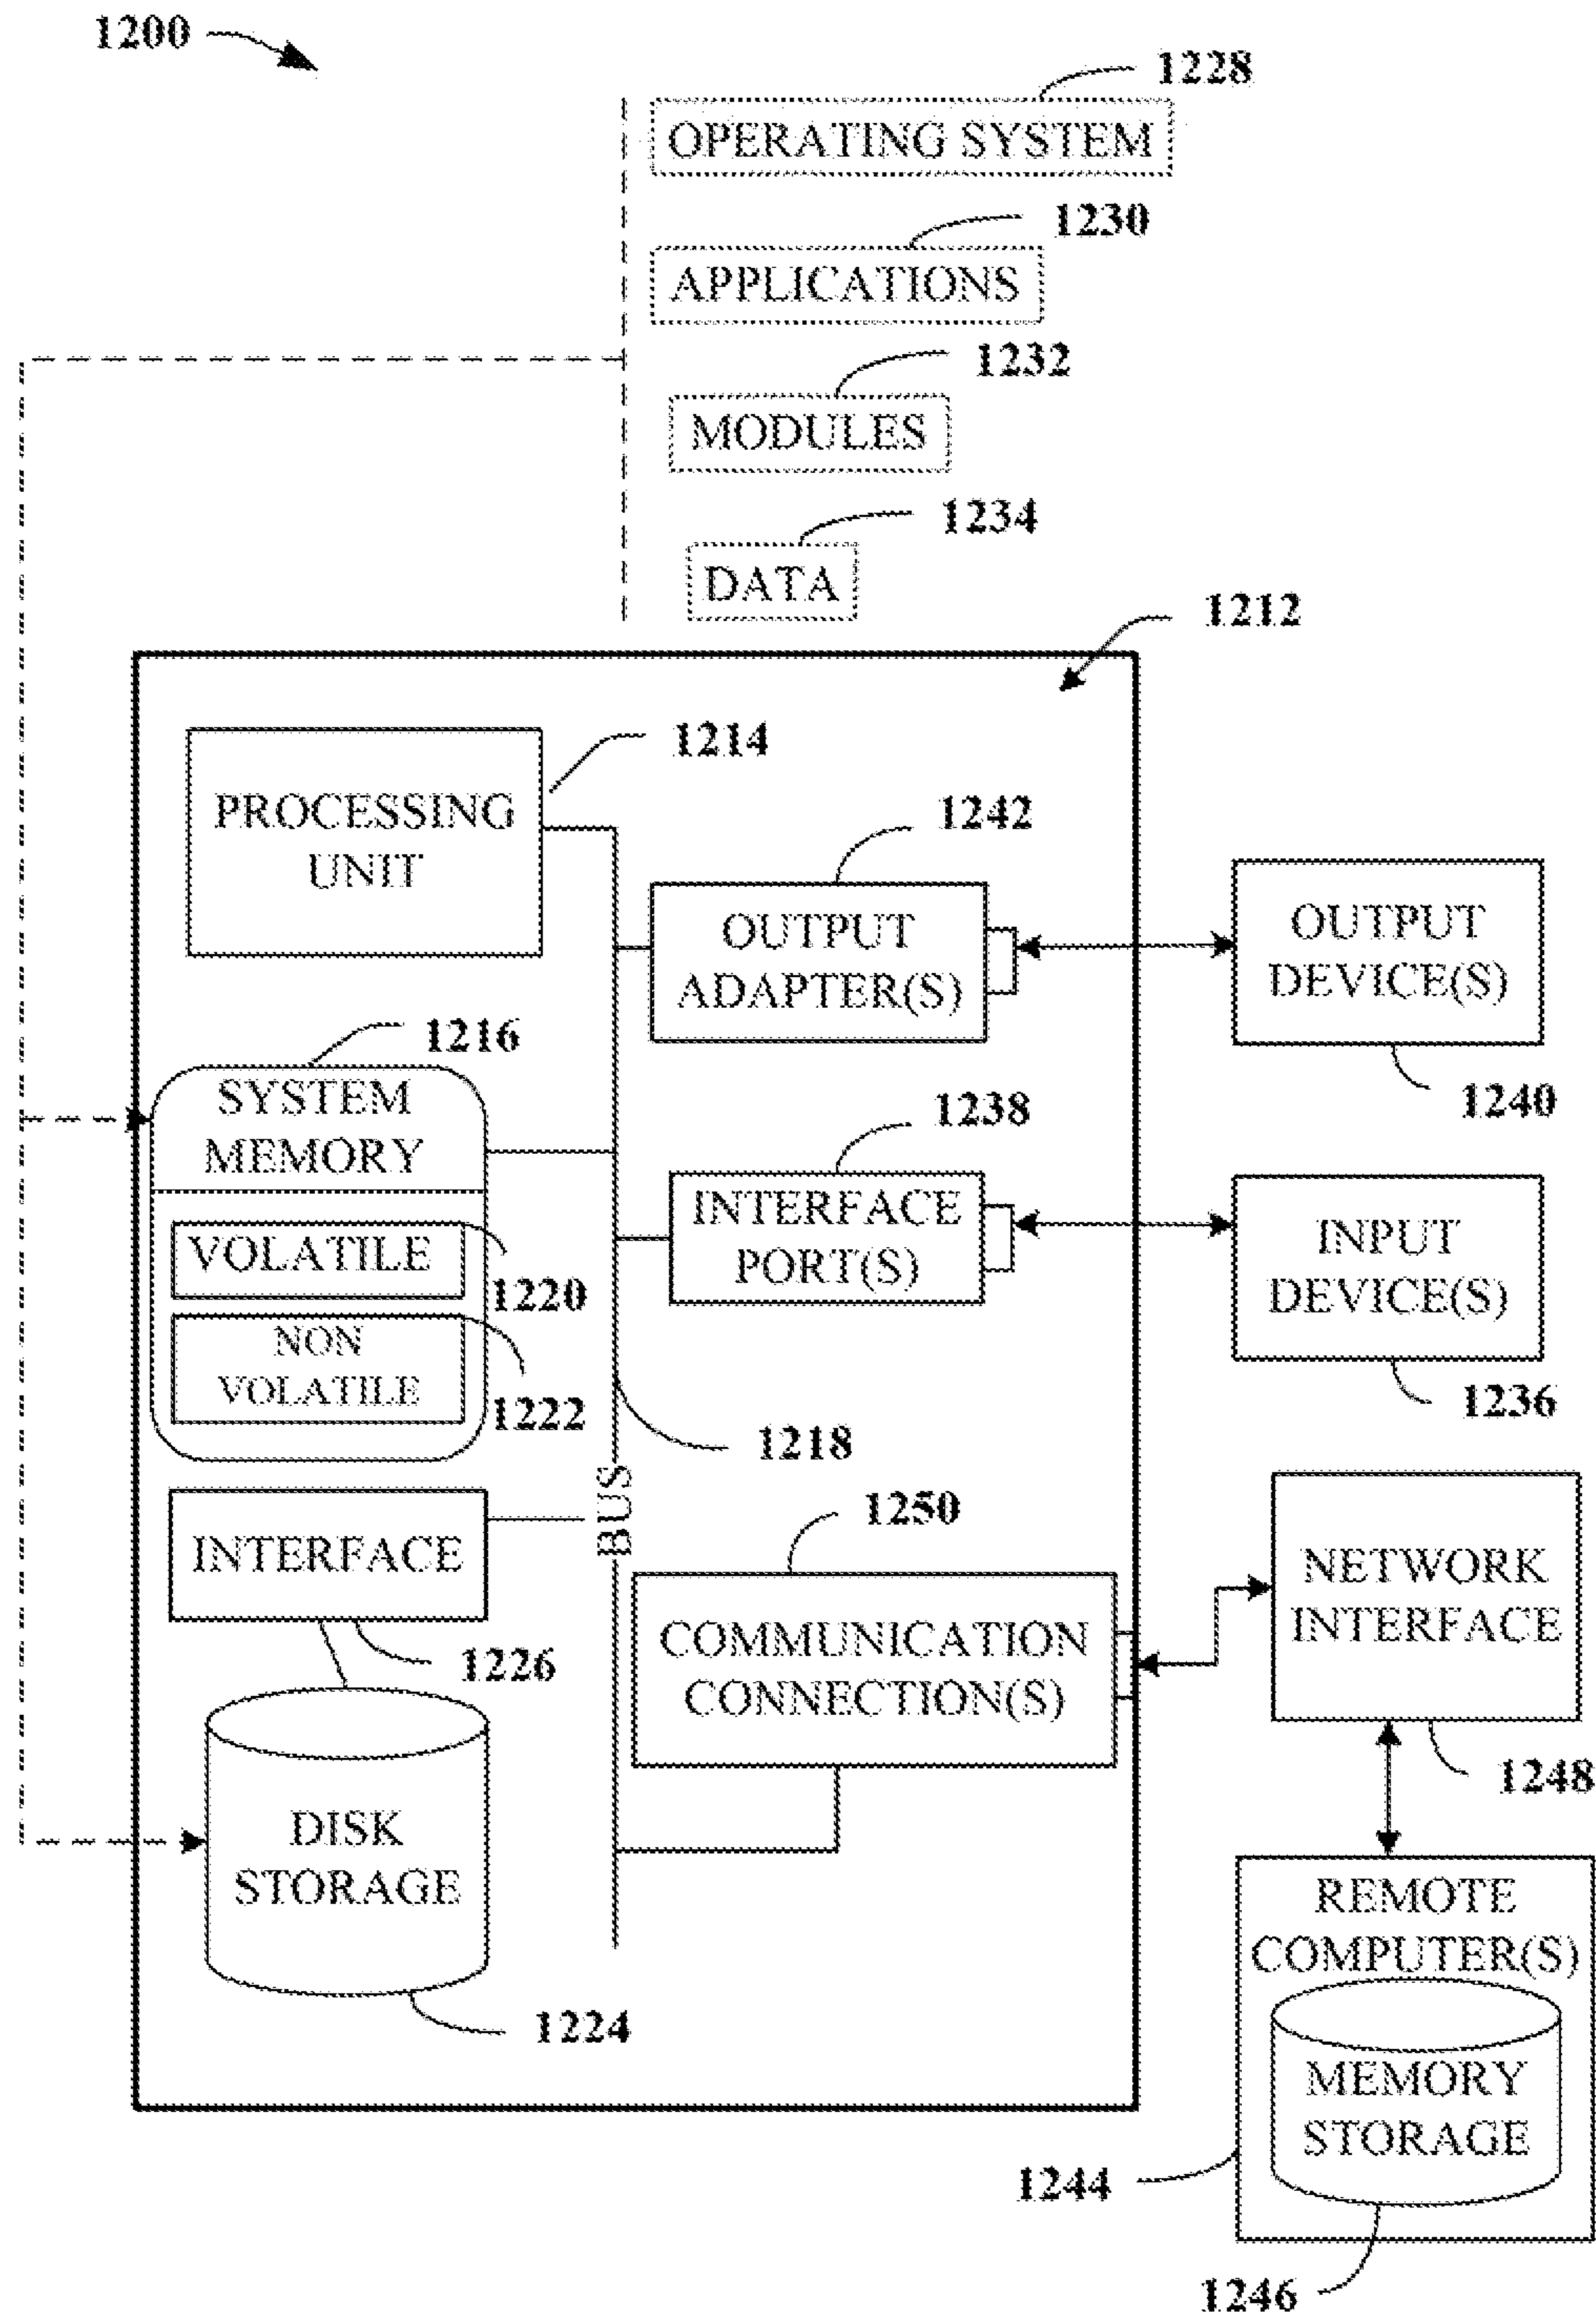 1200
1228
OPERATING SYSTEM
1230
APPLICATIONS
1232
MODULES
1234
DATA
1212
1214
PROCESSING
UNIT
1242
OUTPUT
ADAPTER(S)
OUTPUT
DEVICE(S)
1240
1216
SYSTEM
MEMORY
1238
INTERFACE
PORT(S)
INPUT
DEVICE(S)
1236
VOLATILE
1220
NON
VOLATILE
1222
1218
BUS
INTERFACE
1226
1250
COMMUNICATION
CONNECTION(S)
NETWORK
INTERFACE
1248
DISK
STORAGE
1224
REMOTE
COMPUTER(S)
MEMORY
STORAGE
1244
1246